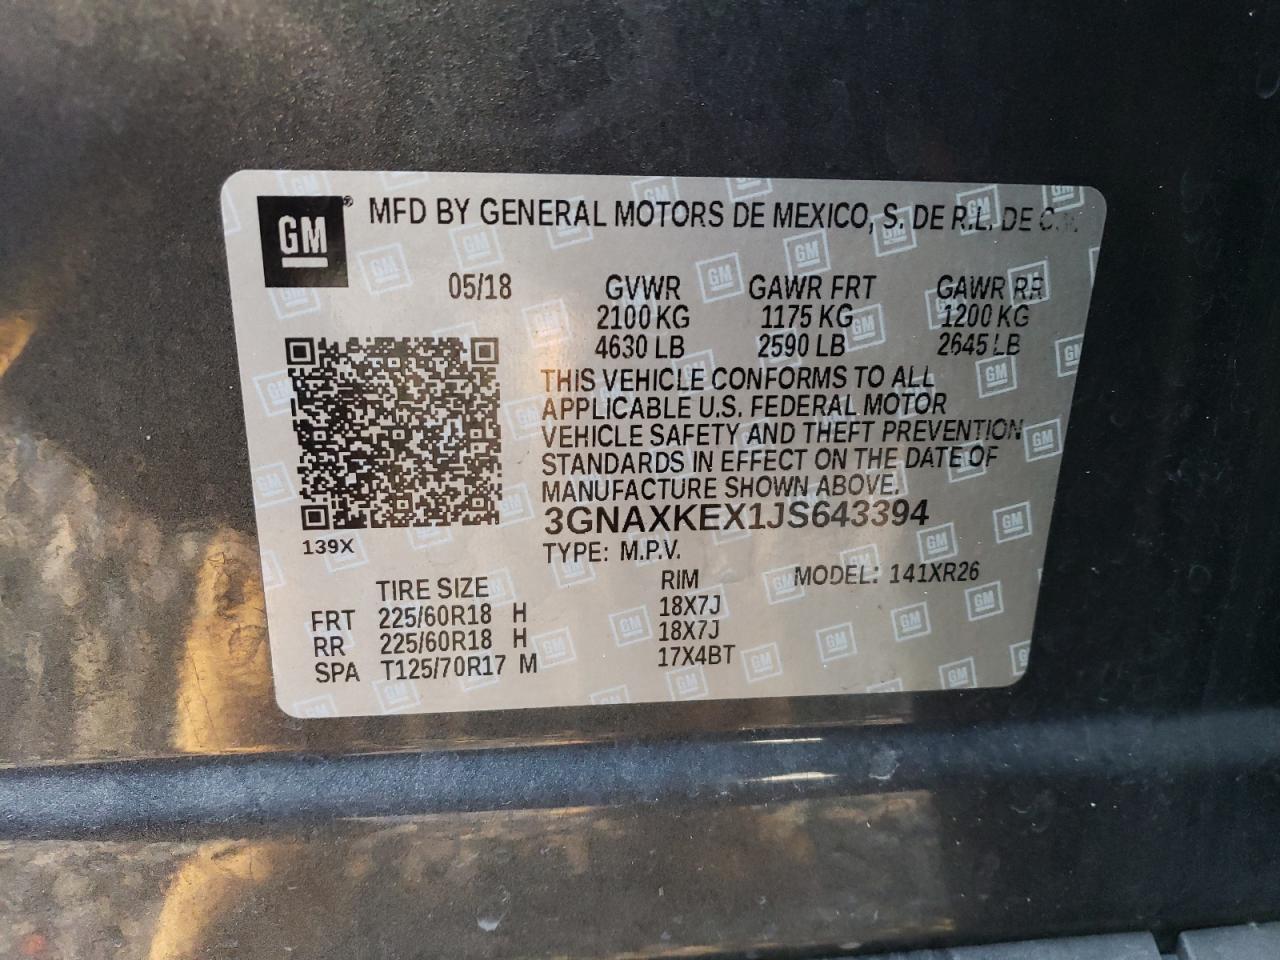 GM ® MFD BY GENERAL MOTORS DE MEXICO, S. DE R.L. DE
05/18 GVWR GAWR FRT GAWR RR
2100 KG 1175 KG 1200 KG
4630 LB 2590 LB 2645 LB
THIS VEHICLE CONFORMS TO ALL
APPLICABLE U.S. FEDERAL MOTOR
VEHICLE SAFETY AND THEFT PREVENTION
STANDARDS IN EFFECT ON THE DATE OF
MANUFACTURE SHOWN ABOVE.
3GNAXKEX1JS643394
139X TYPE: M.P.V.
TIRE SIZE RIM MODEL: 141XR26
FRT 225/60R18 H 18X7J
RR 225/60R18 H 18X7J
SPA T125/70R17 M 17X4BT